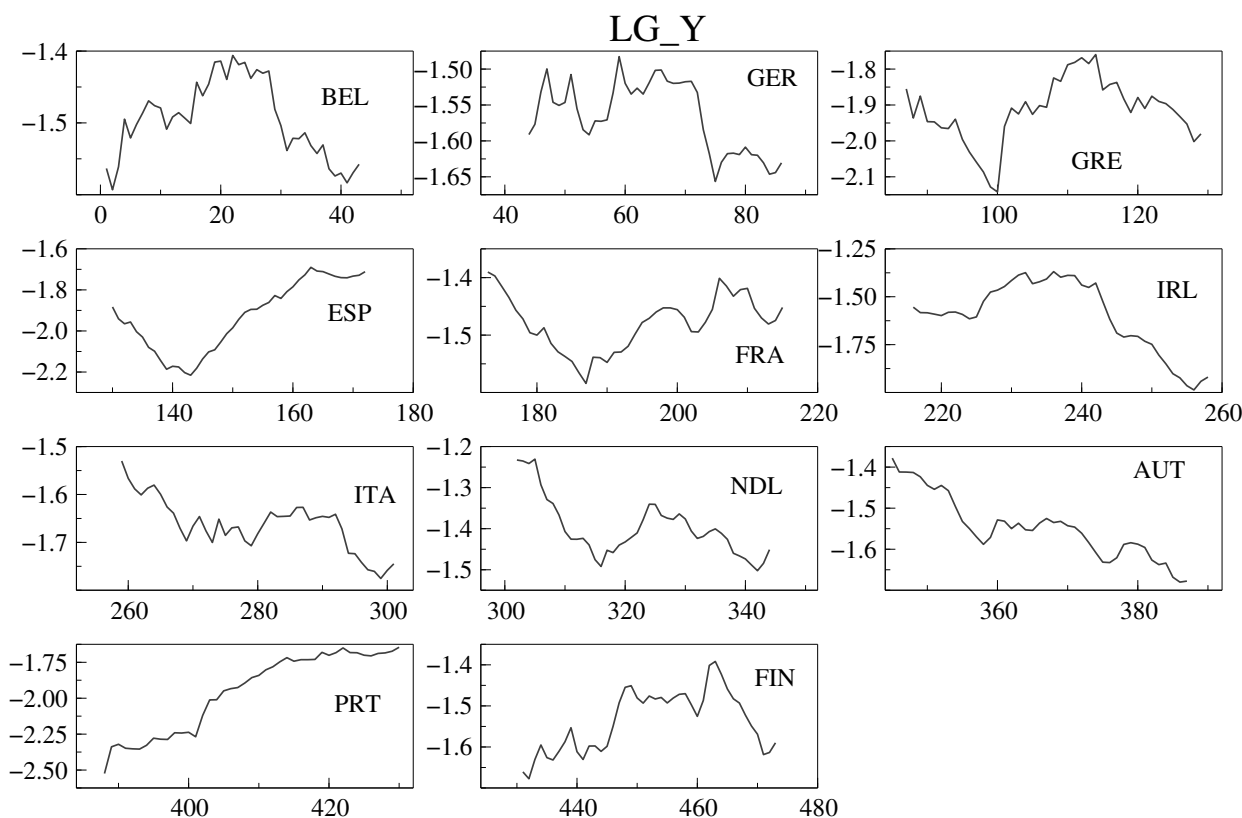 LG_Y
−1.4
−1.5
BEL
0 20 40
−1.50
−1.55
−1.60
−1.65
GER
40 60 80
−1.8
−1.9
−2.0
−2.1
GRE
100 120
−1.6
−1.8
−2.0
−2.2
ESP
140 160 180
−1.4
−1.5
FRA
180 200 220
−1.25
−1.50
−1.75
IRL
220 240 260
−1.5
−1.6
−1.7
ITA
260 280 300
−1.2
−1.3
−1.4
−1.5
NDL
300 320 340
−1.4
−1.5
−1.6
AUT
360 380
−1.75
−2.00
−2.25
−2.50
PRT
400 420
−1.4
−1.5
−1.6
FIN
440 460 480